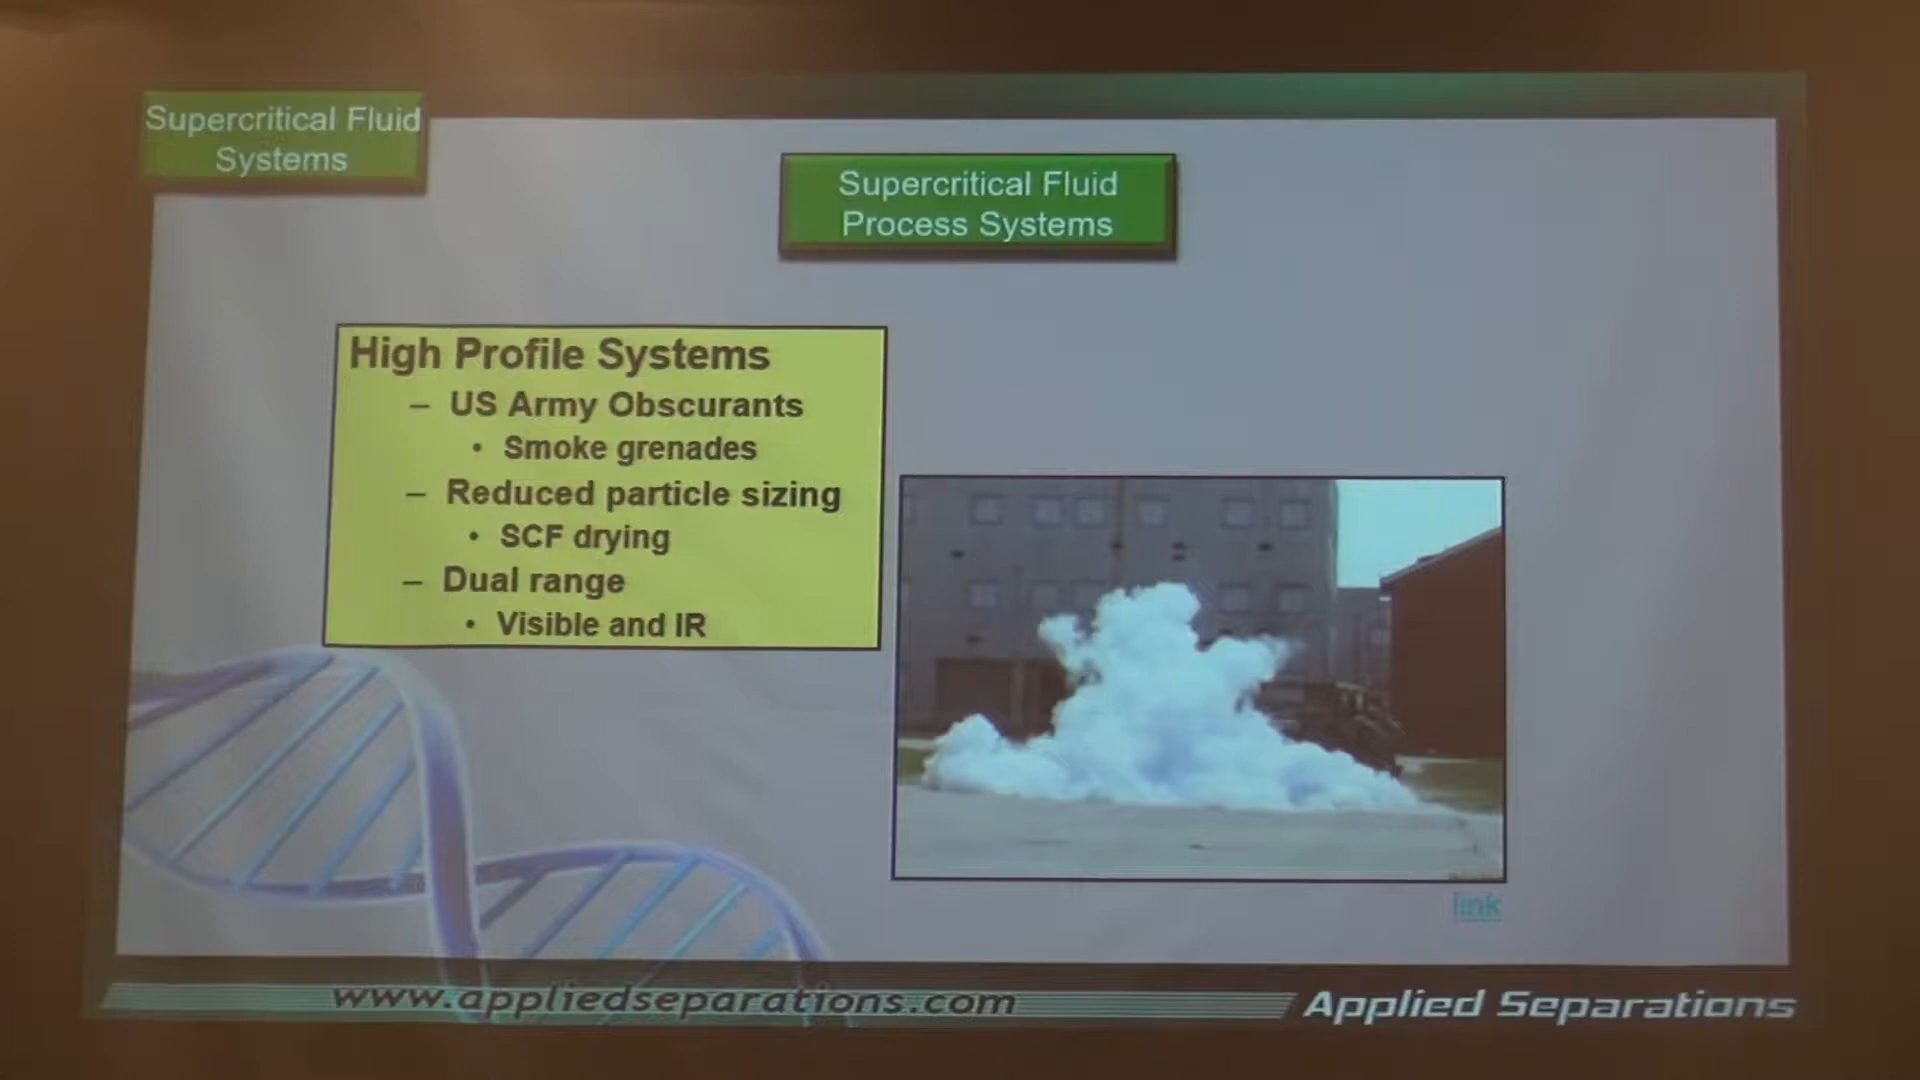 Supercritical Fluid
Systems
Supercritical Fluid
Process Systems
High Profile Systems
– US Army Obscurants
• Smoke grenades
– Reduced particle sizing
• SCF drying
– Dual range
• Visible and IR
link
www.appliedseparations.com
Applied Separations